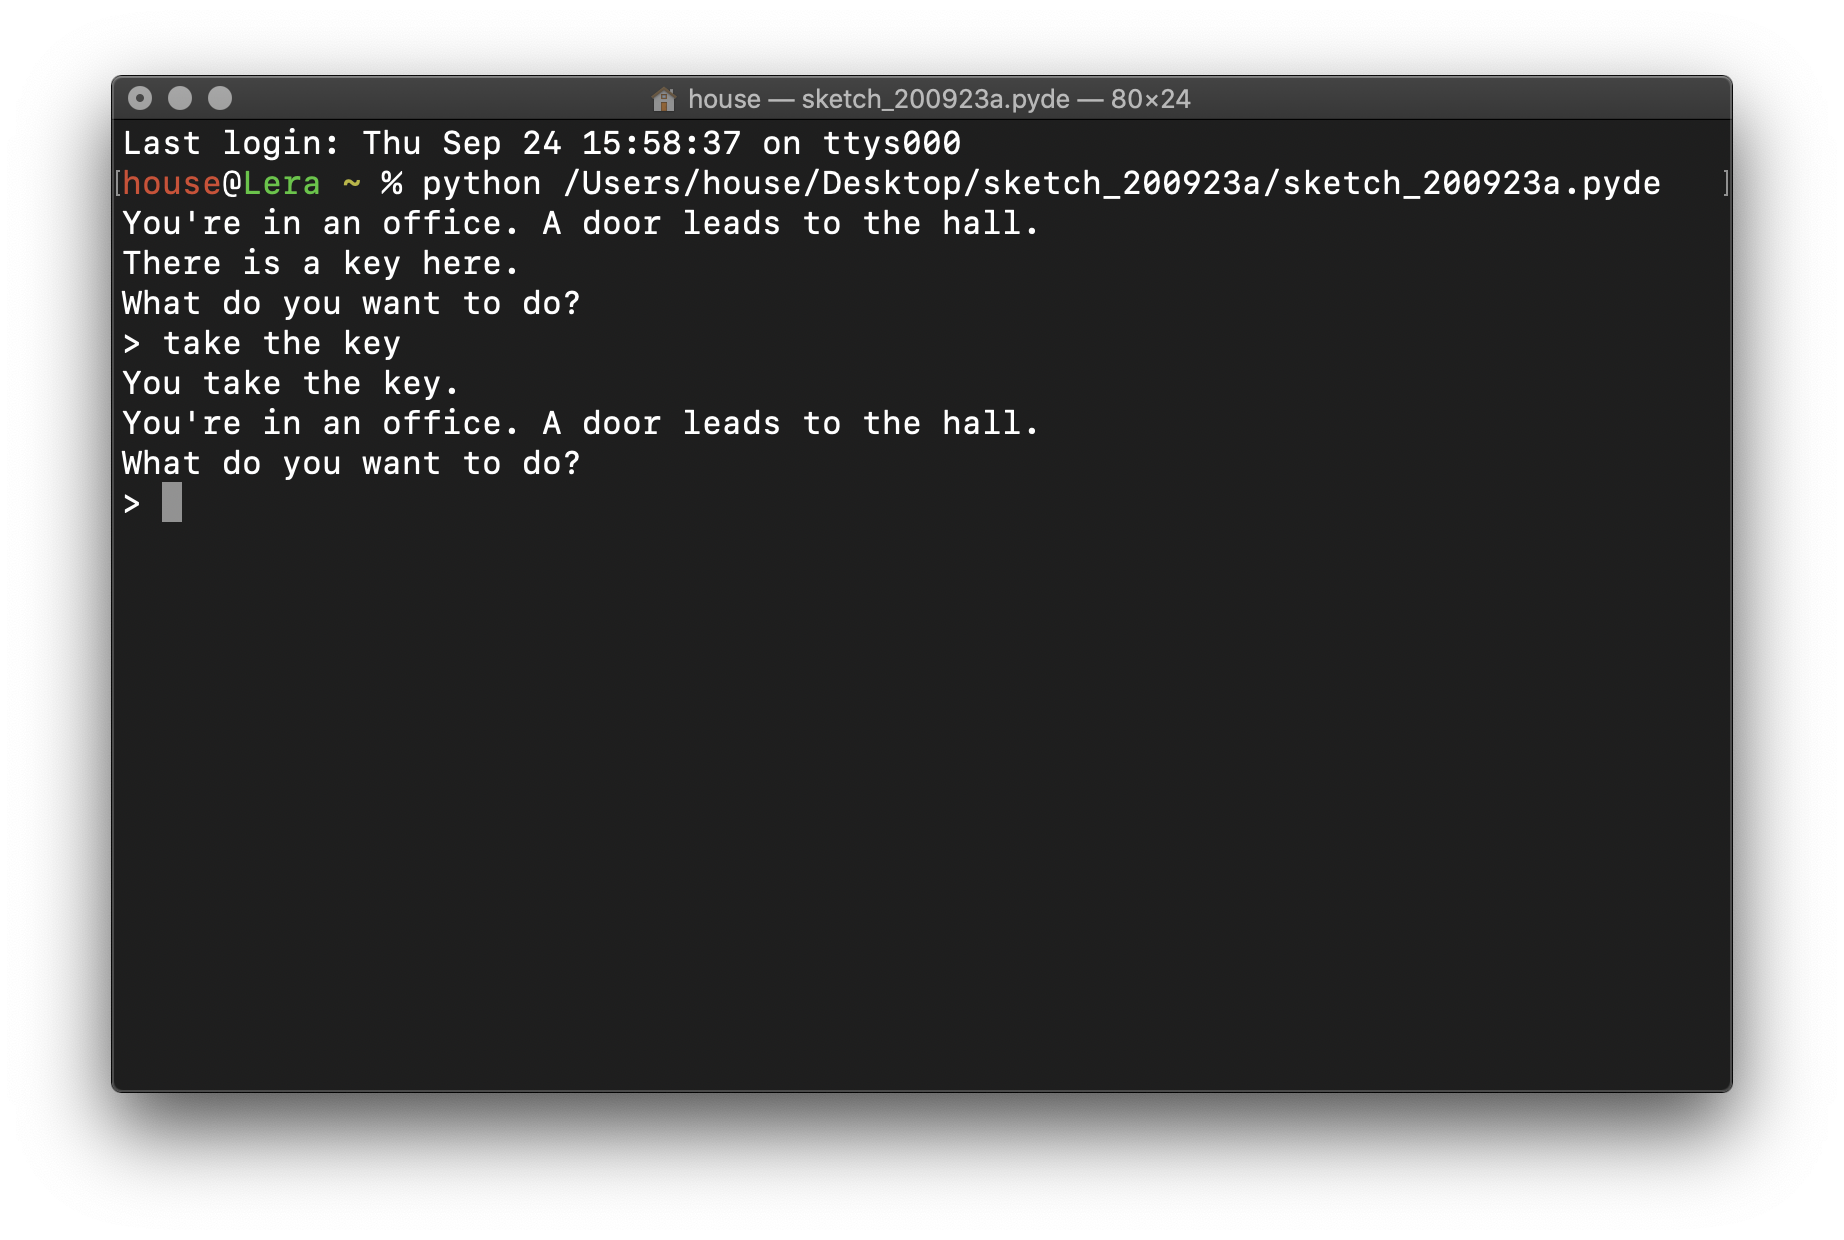 house — sketch_200923a.pyde — 80×24
Last login: Thu Sep 24 15:58:37 on ttys000
[house@Lera ~ % python /Users/house/Desktop/sketch_200923a/sketch_200923a.pyde ]
You're in an office. A door leads to the hall.
There is a key here.
What do you want to do?
> take the key
You take the key.
You're in an office. A door leads to the hall.
What do you want to do?
>